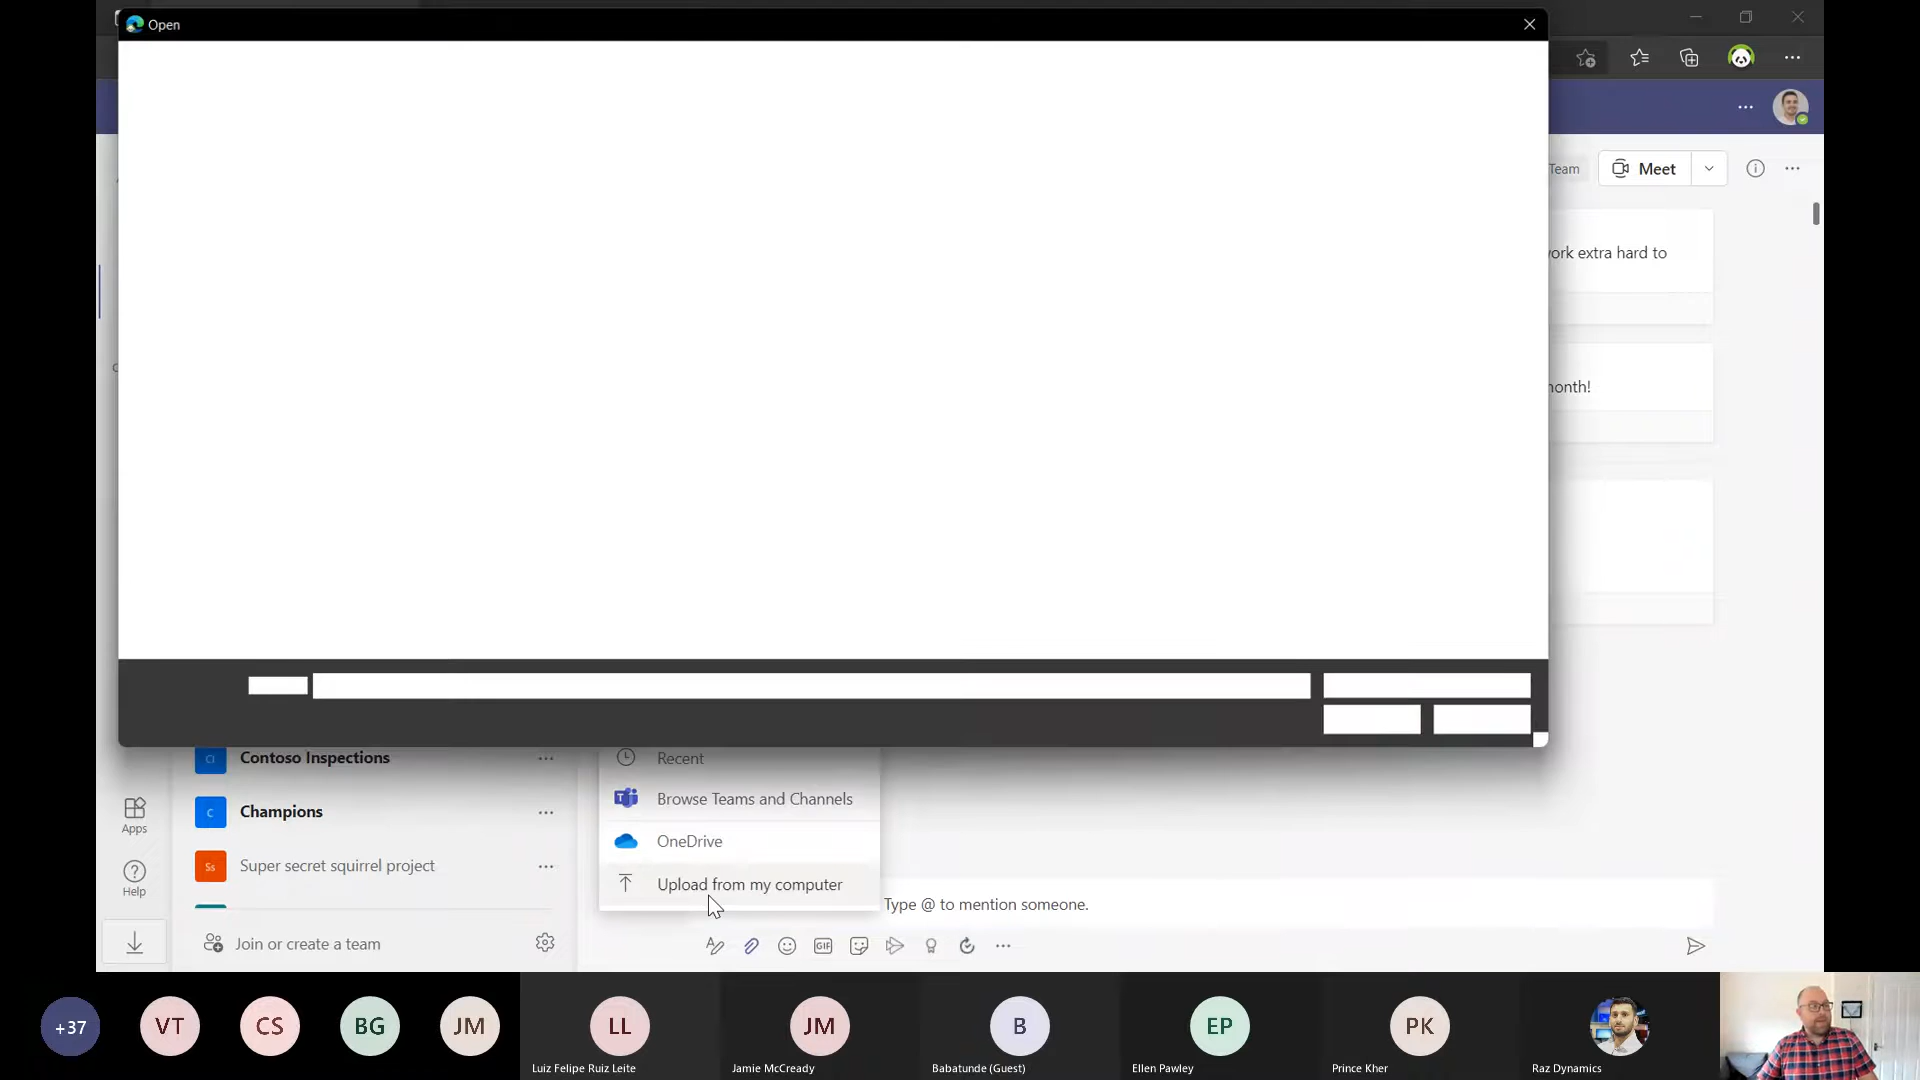 Open
Team
Meet
ork extra hard to
onth!
Contoso Inspections
Champions
Super secret squirrel project
Join or create a team
Apps
Help
Recent
Browse Teams and Channels
OneDrive
Upload from my computer
Type @ to mention someone.
GIF
CI
C
Ss
+37
VT
CS
BG
JM
LL
Luiz Felipe Ruiz Leite
JM
Jamie McCready
B
Babatunde (Guest)
EP
Ellen Pawley
PK
Prince Kher
Raz Dynamics